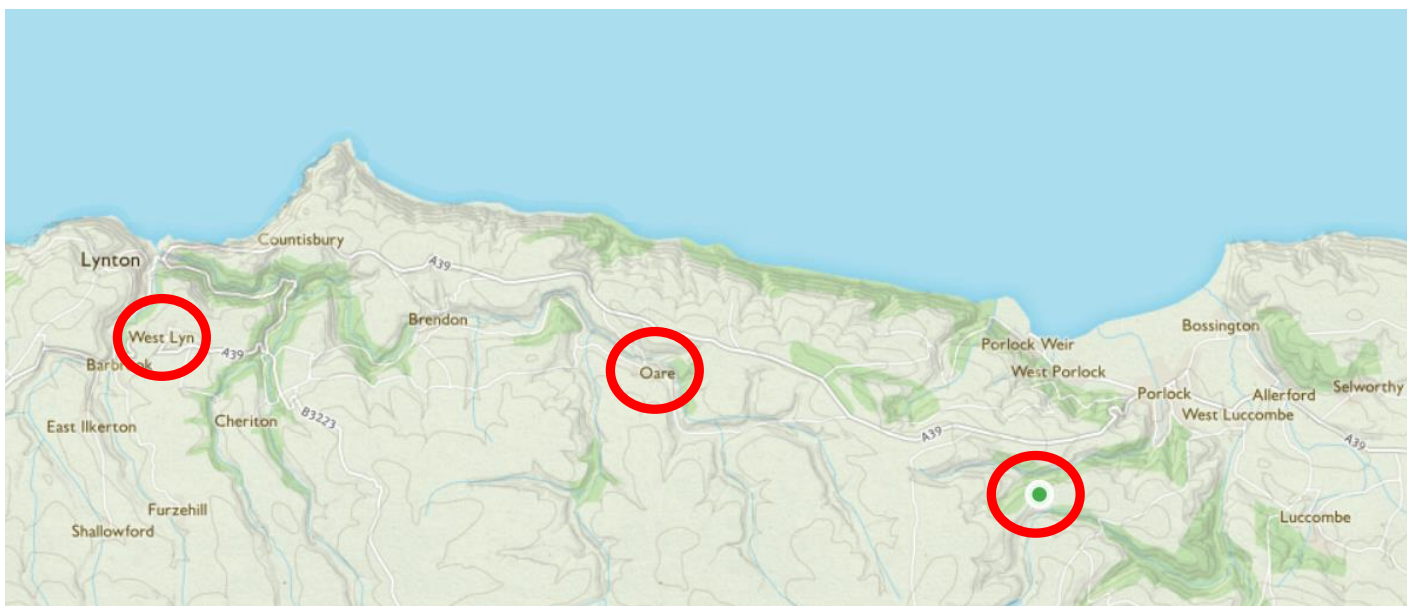 Countisbury
Lynton
A39
West Lyn
Barbrook
A39
Brendon
Oare
Cheriton
B3223
East Ilkerton
Furzehill
Shallowford
Bossington
Porlock Weir
West Porlock
Porlock
Allerford
Selworthy
West Luccombe
A39
A39
Luccombe